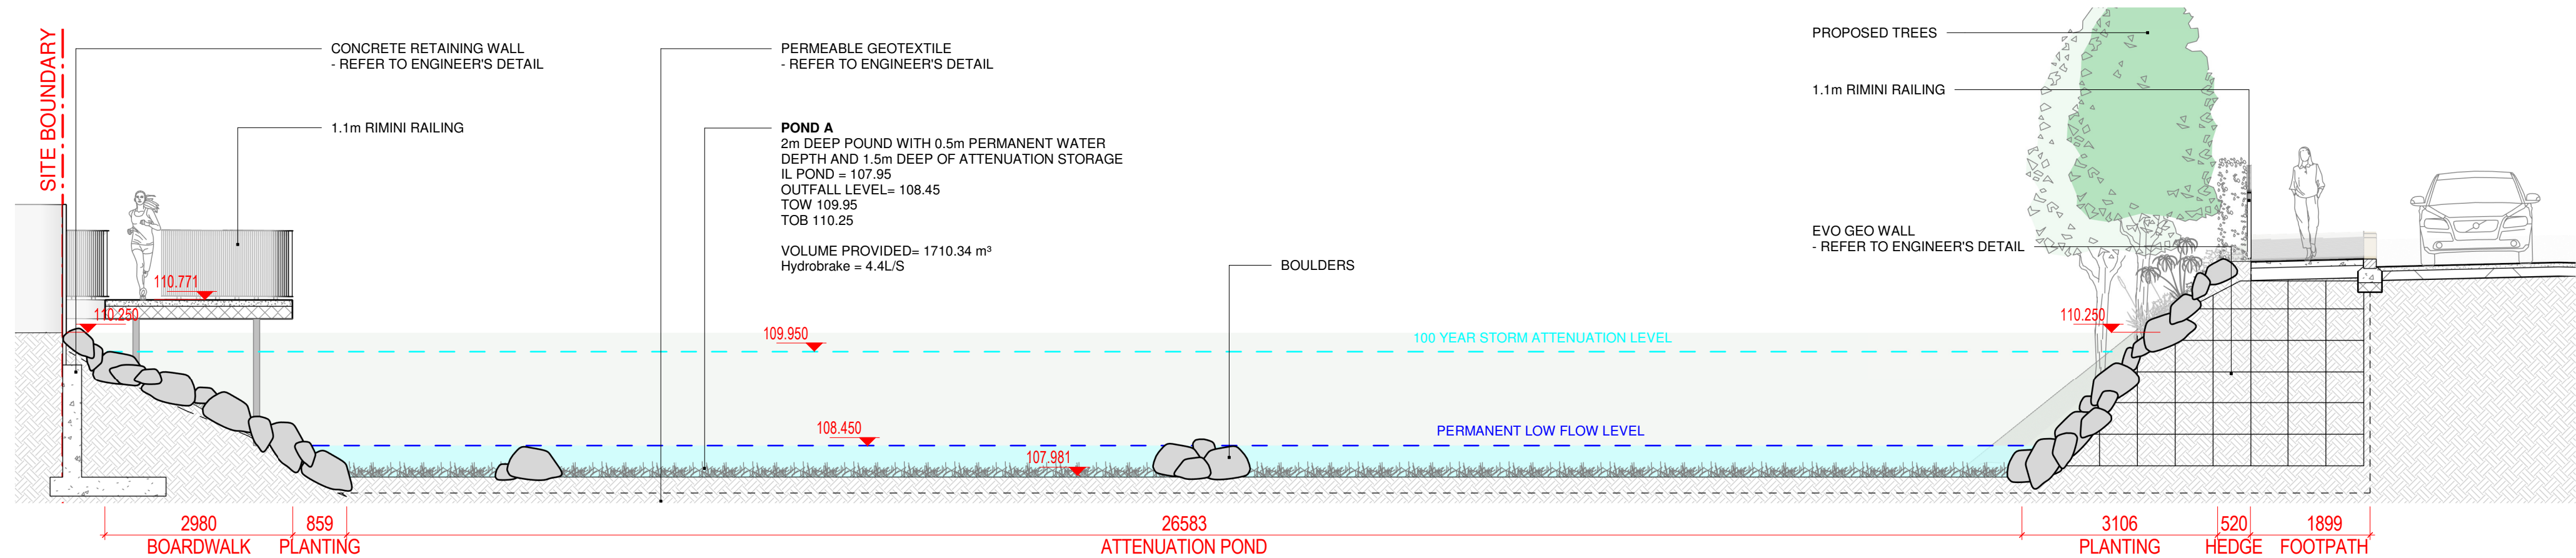 SITE BOUNDARY
CONCRETE RETAINING WALL
- REFER TO ENGINEER'S DETAIL
1.1m RIMINI RAILING
PERMEABLE GEOTEXTILE
- REFER TO ENGINEER'S DETAIL
POND A
2m DEEP POUND WITH 0.5m PERMANENT WATER
DEPTH AND 1.5m DEEP OF ATTENUATION STORAGE
IL POND = 107.95
OUTFALL LEVEL= 108.45
TOW 109.95
TOB 110.25
VOLUME PROVIDED= 1710.34 m³
Hydrobrake = 4.4L/S
BOULDERS
PROPOSED TREES
1.1m RIMINI RAILING
EVO GEO WALL
- REFER TO ENGINEER'S DETAIL
110.771
110.250
109.950
100 YEAR STORM ATTENUATION LEVEL
110.250
108.450
PERMANENT LOW FLOW LEVEL
107.981
2980
BOARDWALK
859
PLANTING
26583
ATTENUATION POND
3106
PLANTING
520
HEDGE
1899
FOOTPATH